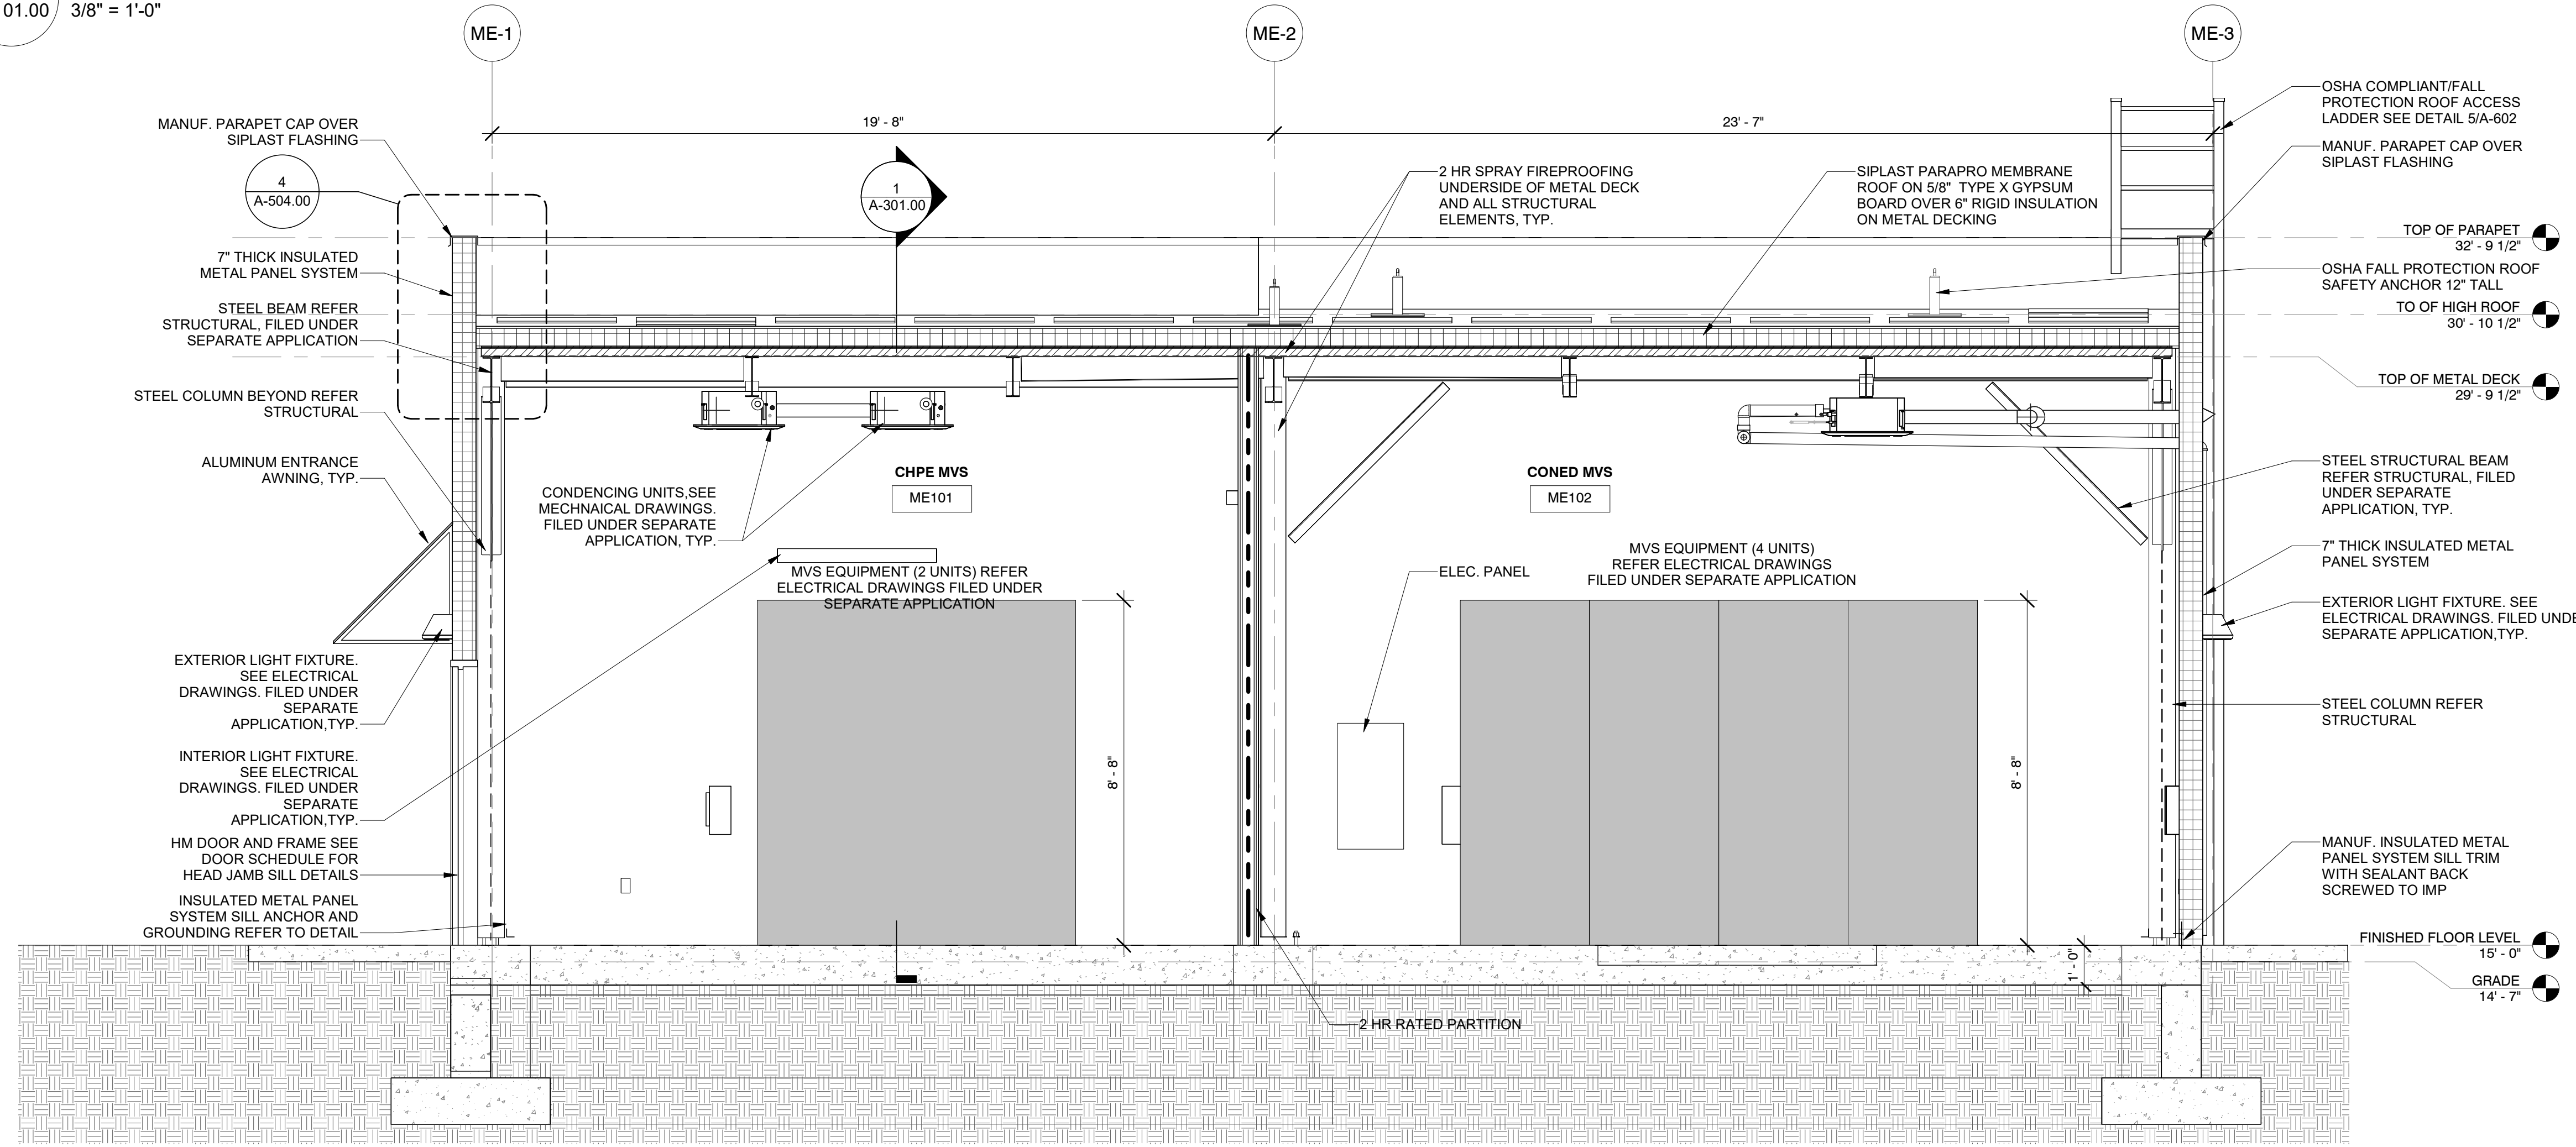 01.00
3/8" = 1'-0"
ME-1
ME-2
ME-3
19' - 8"
23' - 7"
MANUF. PARAPET CAP OVER
SIPLAST FLASHING
4
A-504.00
7" THICK INSULATED
METAL PANEL SYSTEM
STEEL BEAM REFER
STRUCTURAL, FILED UNDER
SEPARATE APPLICATION
STEEL COLUMN BEYOND REFER
STRUCTURAL
ALUMINUM ENTRANCE
AWNING, TYP.
EXTERIOR LIGHT FIXTURE.
SEE ELECTRICAL
DRAWINGS. FILED UNDER
SEPARATE
APPLICATION,TYP.
INTERIOR LIGHT FIXTURE.
SEE ELECTRICAL
DRAWINGS. FILED UNDER
SEPARATE
APPLICATION,TYP.
HM DOOR AND FRAME SEE
DOOR SCHEDULE FOR
HEAD JAMB SILL DETAILS
INSULATED METAL PANEL
SYSTEM SILL ANCHOR AND
GROUNDING REFER TO DETAIL
1
A-301.00
CONDENCING UNITS,SEE
MECHNAICAL DRAWINGS.
FILED UNDER SEPARATE
APPLICATION, TYP.
CHPE MVS
ME101
MVS EQUIPMENT (2 UNITS) REFER
ELECTRICAL DRAWINGS FILED UNDER
SEPARATE APPLICATION
8' - 8"
2 HR SPRAY FIREPROOFING
UNDERSIDE OF METAL DECK
AND ALL STRUCTURAL
ELEMENTS, TYP.
SIPLAST PARAPRO MEMBRANE
ROOF ON 5/8" TYPE X GYPSUM
BOARD OVER 6" RIGID INSULATION
ON METAL DECKING
CONED MVS
ME102
MVS EQUIPMENT (4 UNITS)
REFER ELECTRICAL DRAWINGS
FILED UNDER SEPARATE APPLICATION
ELEC. PANEL
8' - 8"
1' - 0"
2 HR RATED PARTITION
OSHA COMPLIANT/FALL
PROTECTION ROOF ACCESS
LADDER SEE DETAIL 5/A-602
MANUF. PARAPET CAP OVER
SIPLAST FLASHING
TOP OF PARAPET
32' - 9 1/2"
OSHA FALL PROTECTION ROOF
SAFETY ANCHOR 12" TALL
TO OF HIGH ROOF
30' - 10 1/2"
TOP OF METAL DECK
29' - 9 1/2"
STEEL STRUCTURAL BEAM
REFER STRUCTURAL, FILED
UNDER SEPARATE
APPLICATION, TYP.
7" THICK INSULATED METAL
PANEL SYSTEM
EXTERIOR LIGHT FIXTURE. SEE
ELECTRICAL DRAWINGS. FILED UNDE
SEPARATE APPLICATION,TYP.
STEEL COLUMN REFER
STRUCTURAL
MANUF. INSULATED METAL
PANEL SYSTEM SILL TRIM
WITH SEALANT BACK
SCREWED TO IMP
FINISHED FLOOR LEVEL
15' - 0"
GRADE
14' - 7"